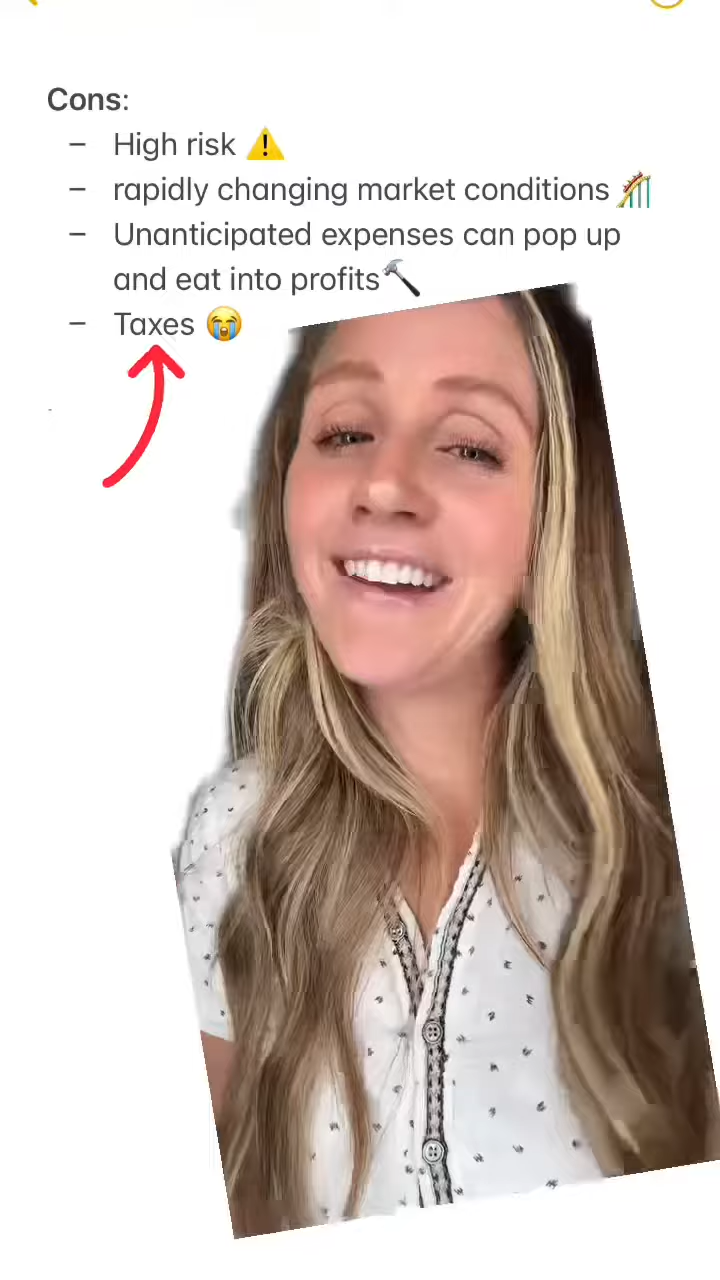 Cons:
- High risk ⚠️
- rapidly changing market conditions 🎢
- Unanticipated expenses can pop up
and eat into profits🔨
- Taxes 😭